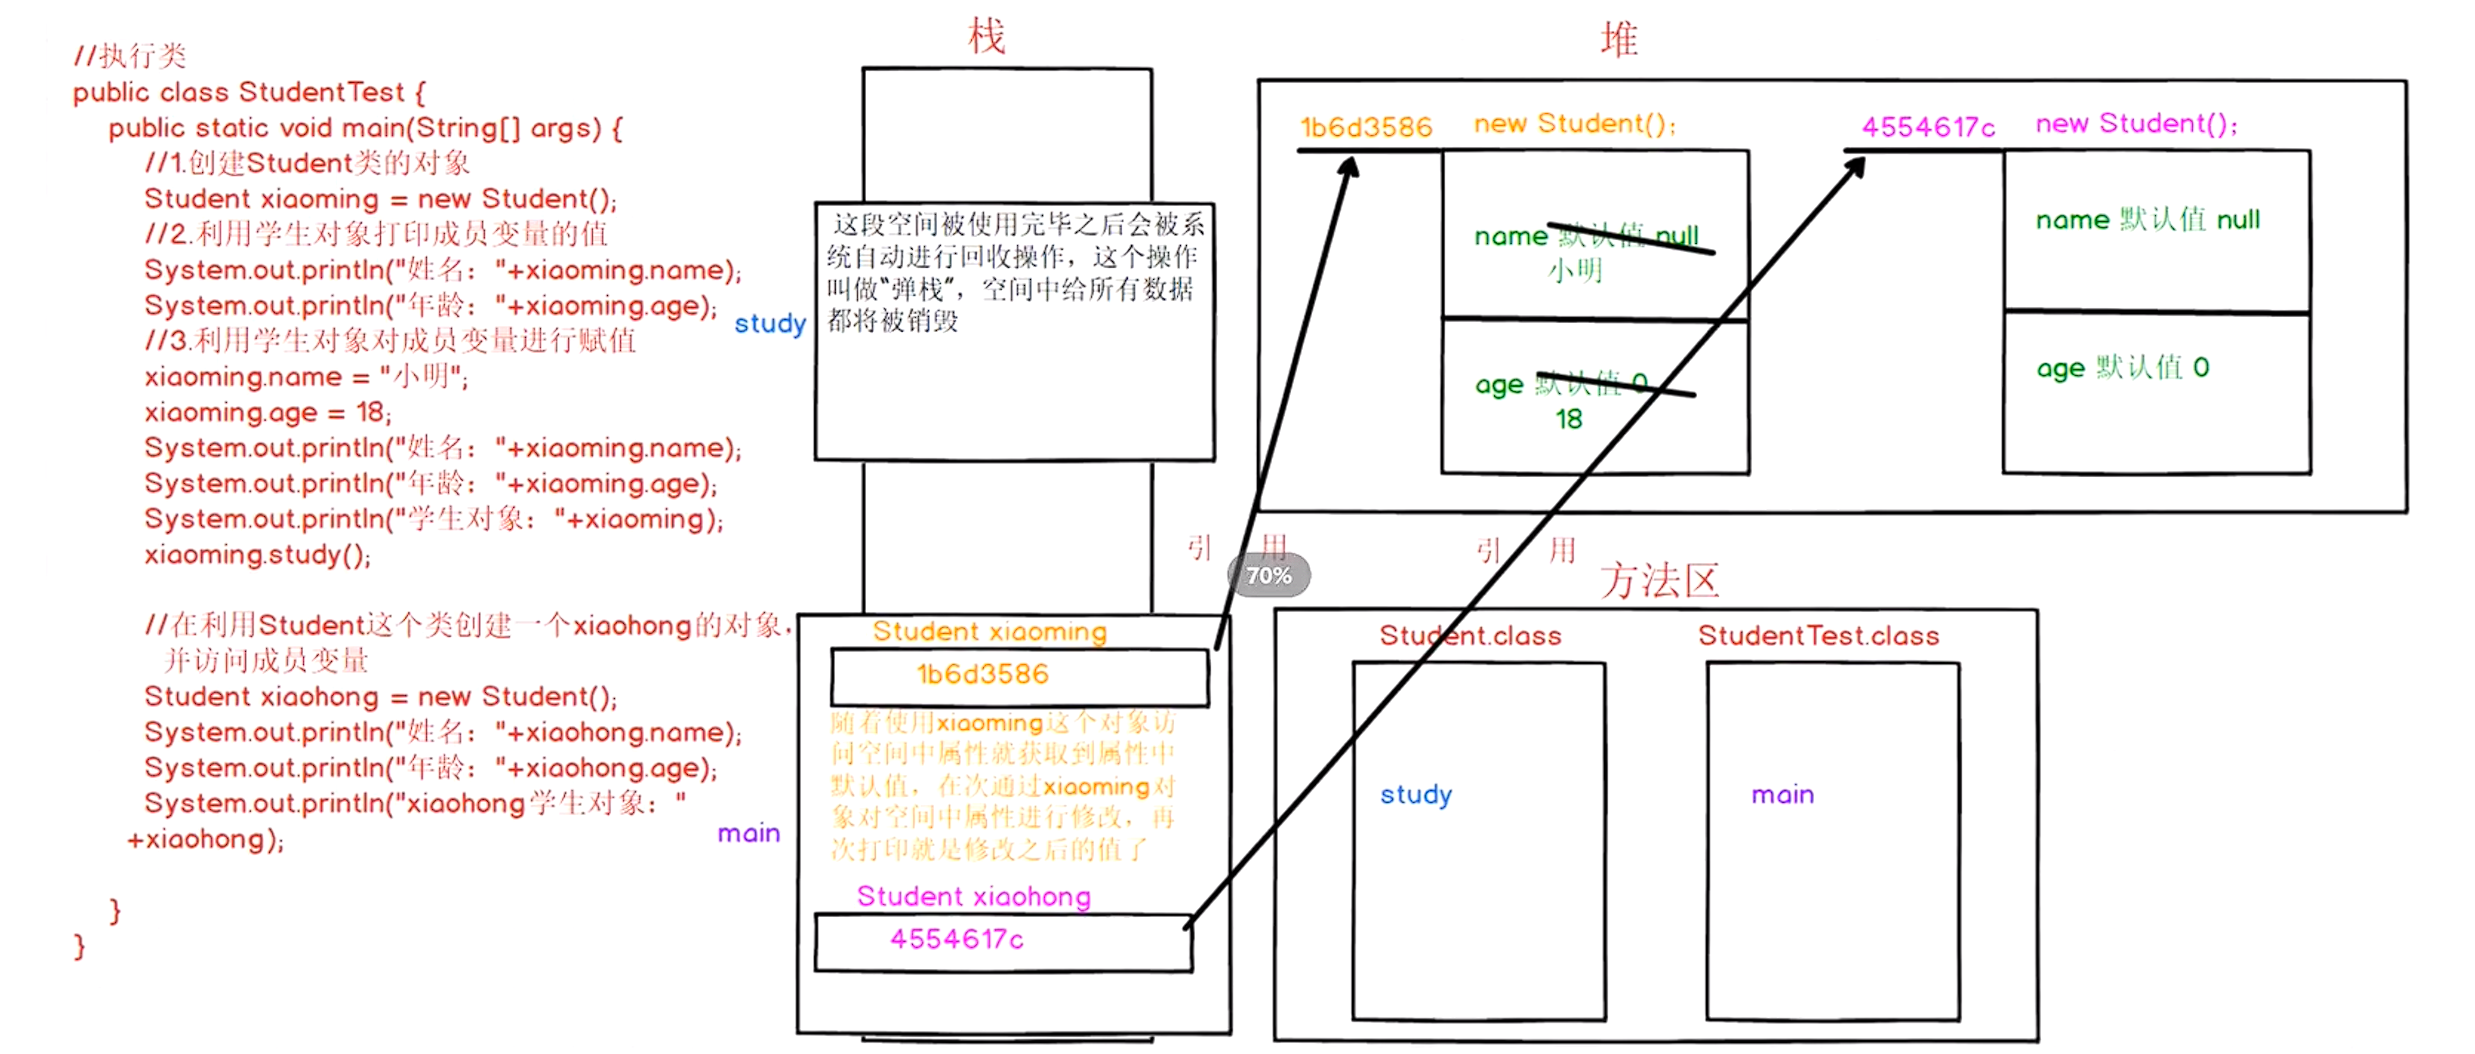 //执行类
public class StudentTest {
public static void main(String[] args) {
//1.创建Student类的对象
Student xiaoming = new Student();
//2.利用学生对象打印成员变量的值
System.out.println("姓名："+xiaoming.name);
System.out.println("年龄："+xiaoming.age);
//3.利用学生对象对成员变量进行赋值
xiaoming.name = "小明";
xiaoming.age = 18;
System.out.println("姓名："+xiaoming.name);
System.out.println("年龄："+xiaoming.age);
System.out.println("学生对象："+xiaoming);
xiaoming.study();
//在利用Student这个类创建一个xiaohong的对象，
并访问成员变量
Student xiaohong = new Student();
System.out.println("姓名："+xiaohong.name);
System.out.println("年龄："+xiaohong.age);
System.out.println("xiaohong学生对象："
+xiaohong);
}
}
栈
study
这段空间被使用完毕之后会被系
统自动进行回收操作，这个操作
叫做“弹栈”，空间中给所有数据
都将被销毁
main
Student xiaoming
1b6d3586
随着使用xiaoming这个对象访
问空间中属性就获取到属性中
默认值，在次通过xiaoming对
象对空间中属性进行修改，再
次打印就是修改之后的值了
Student xiaohong
4554617c
堆
1b6d3586 new Student();
name 默认值 null
小明
age 默认值 0
18
4554617c new Student();
name 默认值 null
age 默认值 0
引 用
70%
引 用
方法区
Student.class
study
StudentTest.class
main